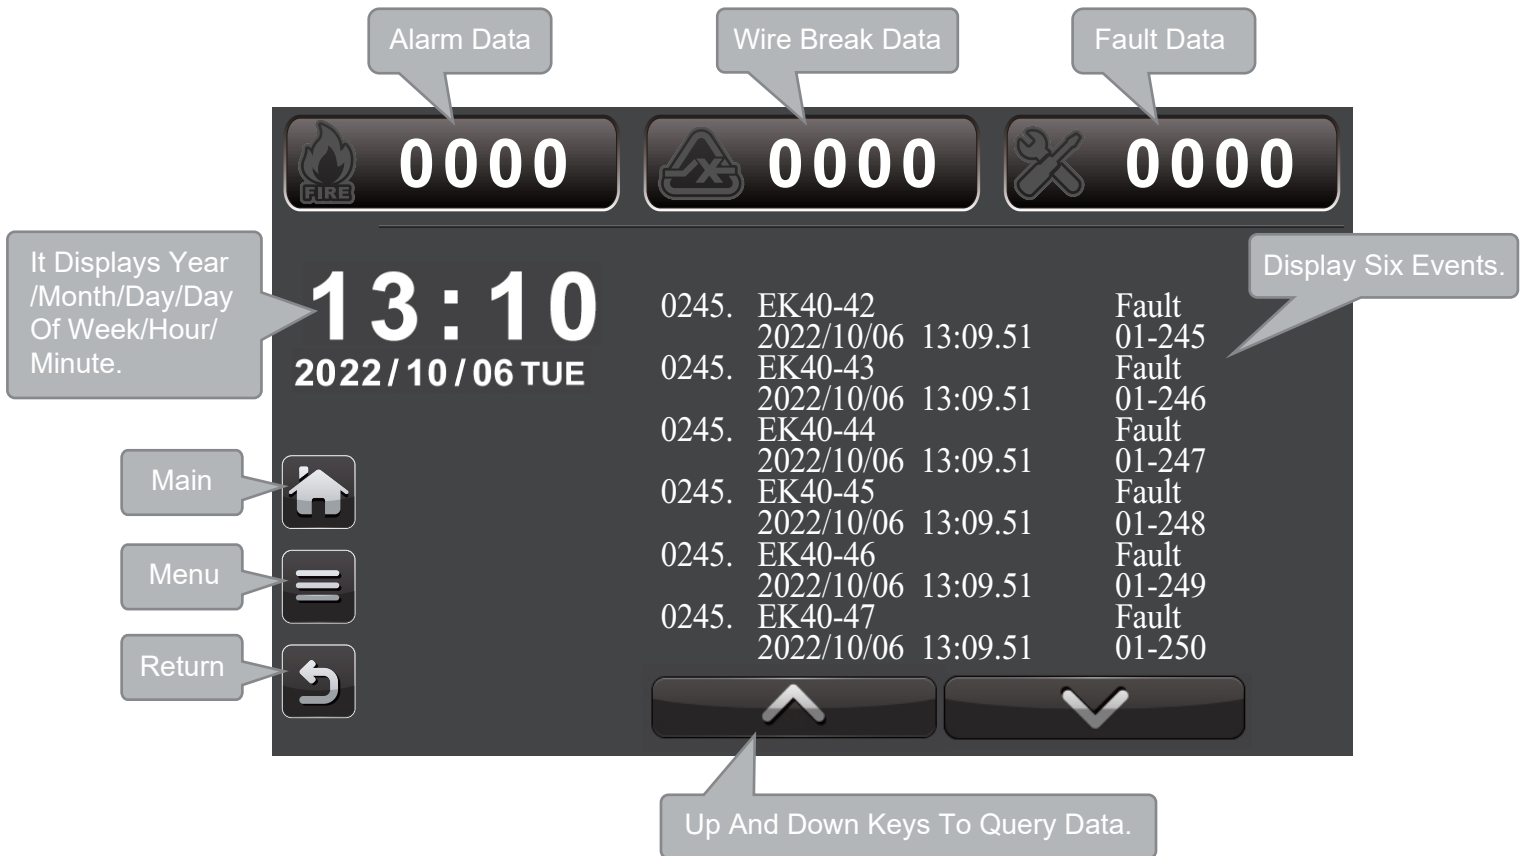 Alarm Data
Wire Break Data
Fault Data
FIRE
0000
0000
0000
It Displays Year
/Month/Day/Day
Of Week/Hour/
Minute.
13:10
2022/10/06 TUE
Display Six Events.
0245. EK40-42 Fault
2022/10/06 13:09.51 01-245
0245. EK40-43 Fault
2022/10/06 13:09.51 01-246
0245. EK40-44 Fault
2022/10/06 13:09.51 01-247
0245. EK40-45 Fault
2022/10/06 13:09.51 01-248
0245. EK40-46 Fault
2022/10/06 13:09.51 01-249
0245. EK40-47 Fault
2022/10/06 13:09.51 01-250
Main
Menu
Return
Up And Down Keys To Query Data.